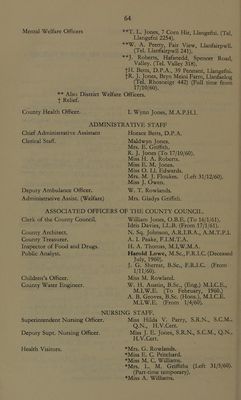 64
Mental Welfare Officers **T. L. Jones, 7 Corn Hir, Llangefni. (Tel. Llangefni 2254).
**W. A. Peerty, Fair View, Llanfairpwll. (Tel. Llanfairpwll 241).
**J. Roberts, Hafanedd, Spencer Road, Valley. (Tel. Valley 318).
†H. Betts, D.P.A., 39 Pennant, Llangefni.
†R. J. Jones, Bryn Meini Farm, Llanfaelog (Tel. Rhosneigr 442) (Full time from 17/10/60).
** Also District Welfare Officers.
† Relief.
County Health Officer. I. Wynn Jones, M.A.P.H.I.
ADMINISTRATIVE STAFF
Chief Administrative Assistant Horace Betts, D.P.A.
Clerical Staff. Maldwyn Jones.
Mrs. E. Griffith.
R. J. Jones (To 17/10/60).
Miss H. A. Roberts.
Miss E. M. Jones.
Miss O. Ll. Edwards.
Mrs. M. J. Floukes. (Left 31/12/60).
Miss J. Owen.
Deputy Ambulance Officer. W. T. Rowlands.
Administrative Assist. (Welfare) Mrs. Gladys Griffith.
ASSOCIATED OFFICERS OF THE COUNTY COUNCIL.
Clerk of the County Council. William Jones, O.B.E. (To 16/1/61).
Idris Davies, LL.B. (From 17/1/61).
County Architect. N. Sq. Johnson, A.R.I.B.A., A.M.T.P.I.
County Treasurer. A. I. Peake, F.I.M.T.A.
Inspector of Food and Drugs. H. A. Thomas, M.I.W.M.A.
Public Analyst. Harold Lowe, M.Sc., F.R.I.C. (Deceased July, 1960).
J. G. Sherratt, B.Sc., F.R.I.C. (From 1/11/60).
Children's Officer. Miss M. Rowland.
County Water Engineer. W. H. Austin, B.Sc., (Eng.) M.I.C.E., M.I.W.E. (To February, 1960.)
A. B. Groves, B.Sc. (Hons.), M.I.C.E. M.I.W.E. (From 1/4/60).
NURSING STAFF.
Superintendent Nursing Officer. Miss Hilda V. Parry, S.R.N., S.C.M., Q.N., H.V.Cert.
Deputy Supt. Nursing Officer. Miss J. E. Jones, S.R.N., S.C.M., Q.N., H.V.Cert.
Health Visitors. *Mrs. G. Rowlands.
*Miss E. C. Pritchard.
*Miss M. C. Williams.
*Mrs. L. M. Griffiths (Left 31/5/60). (Part-time temporary).
*Miss A. Williams.